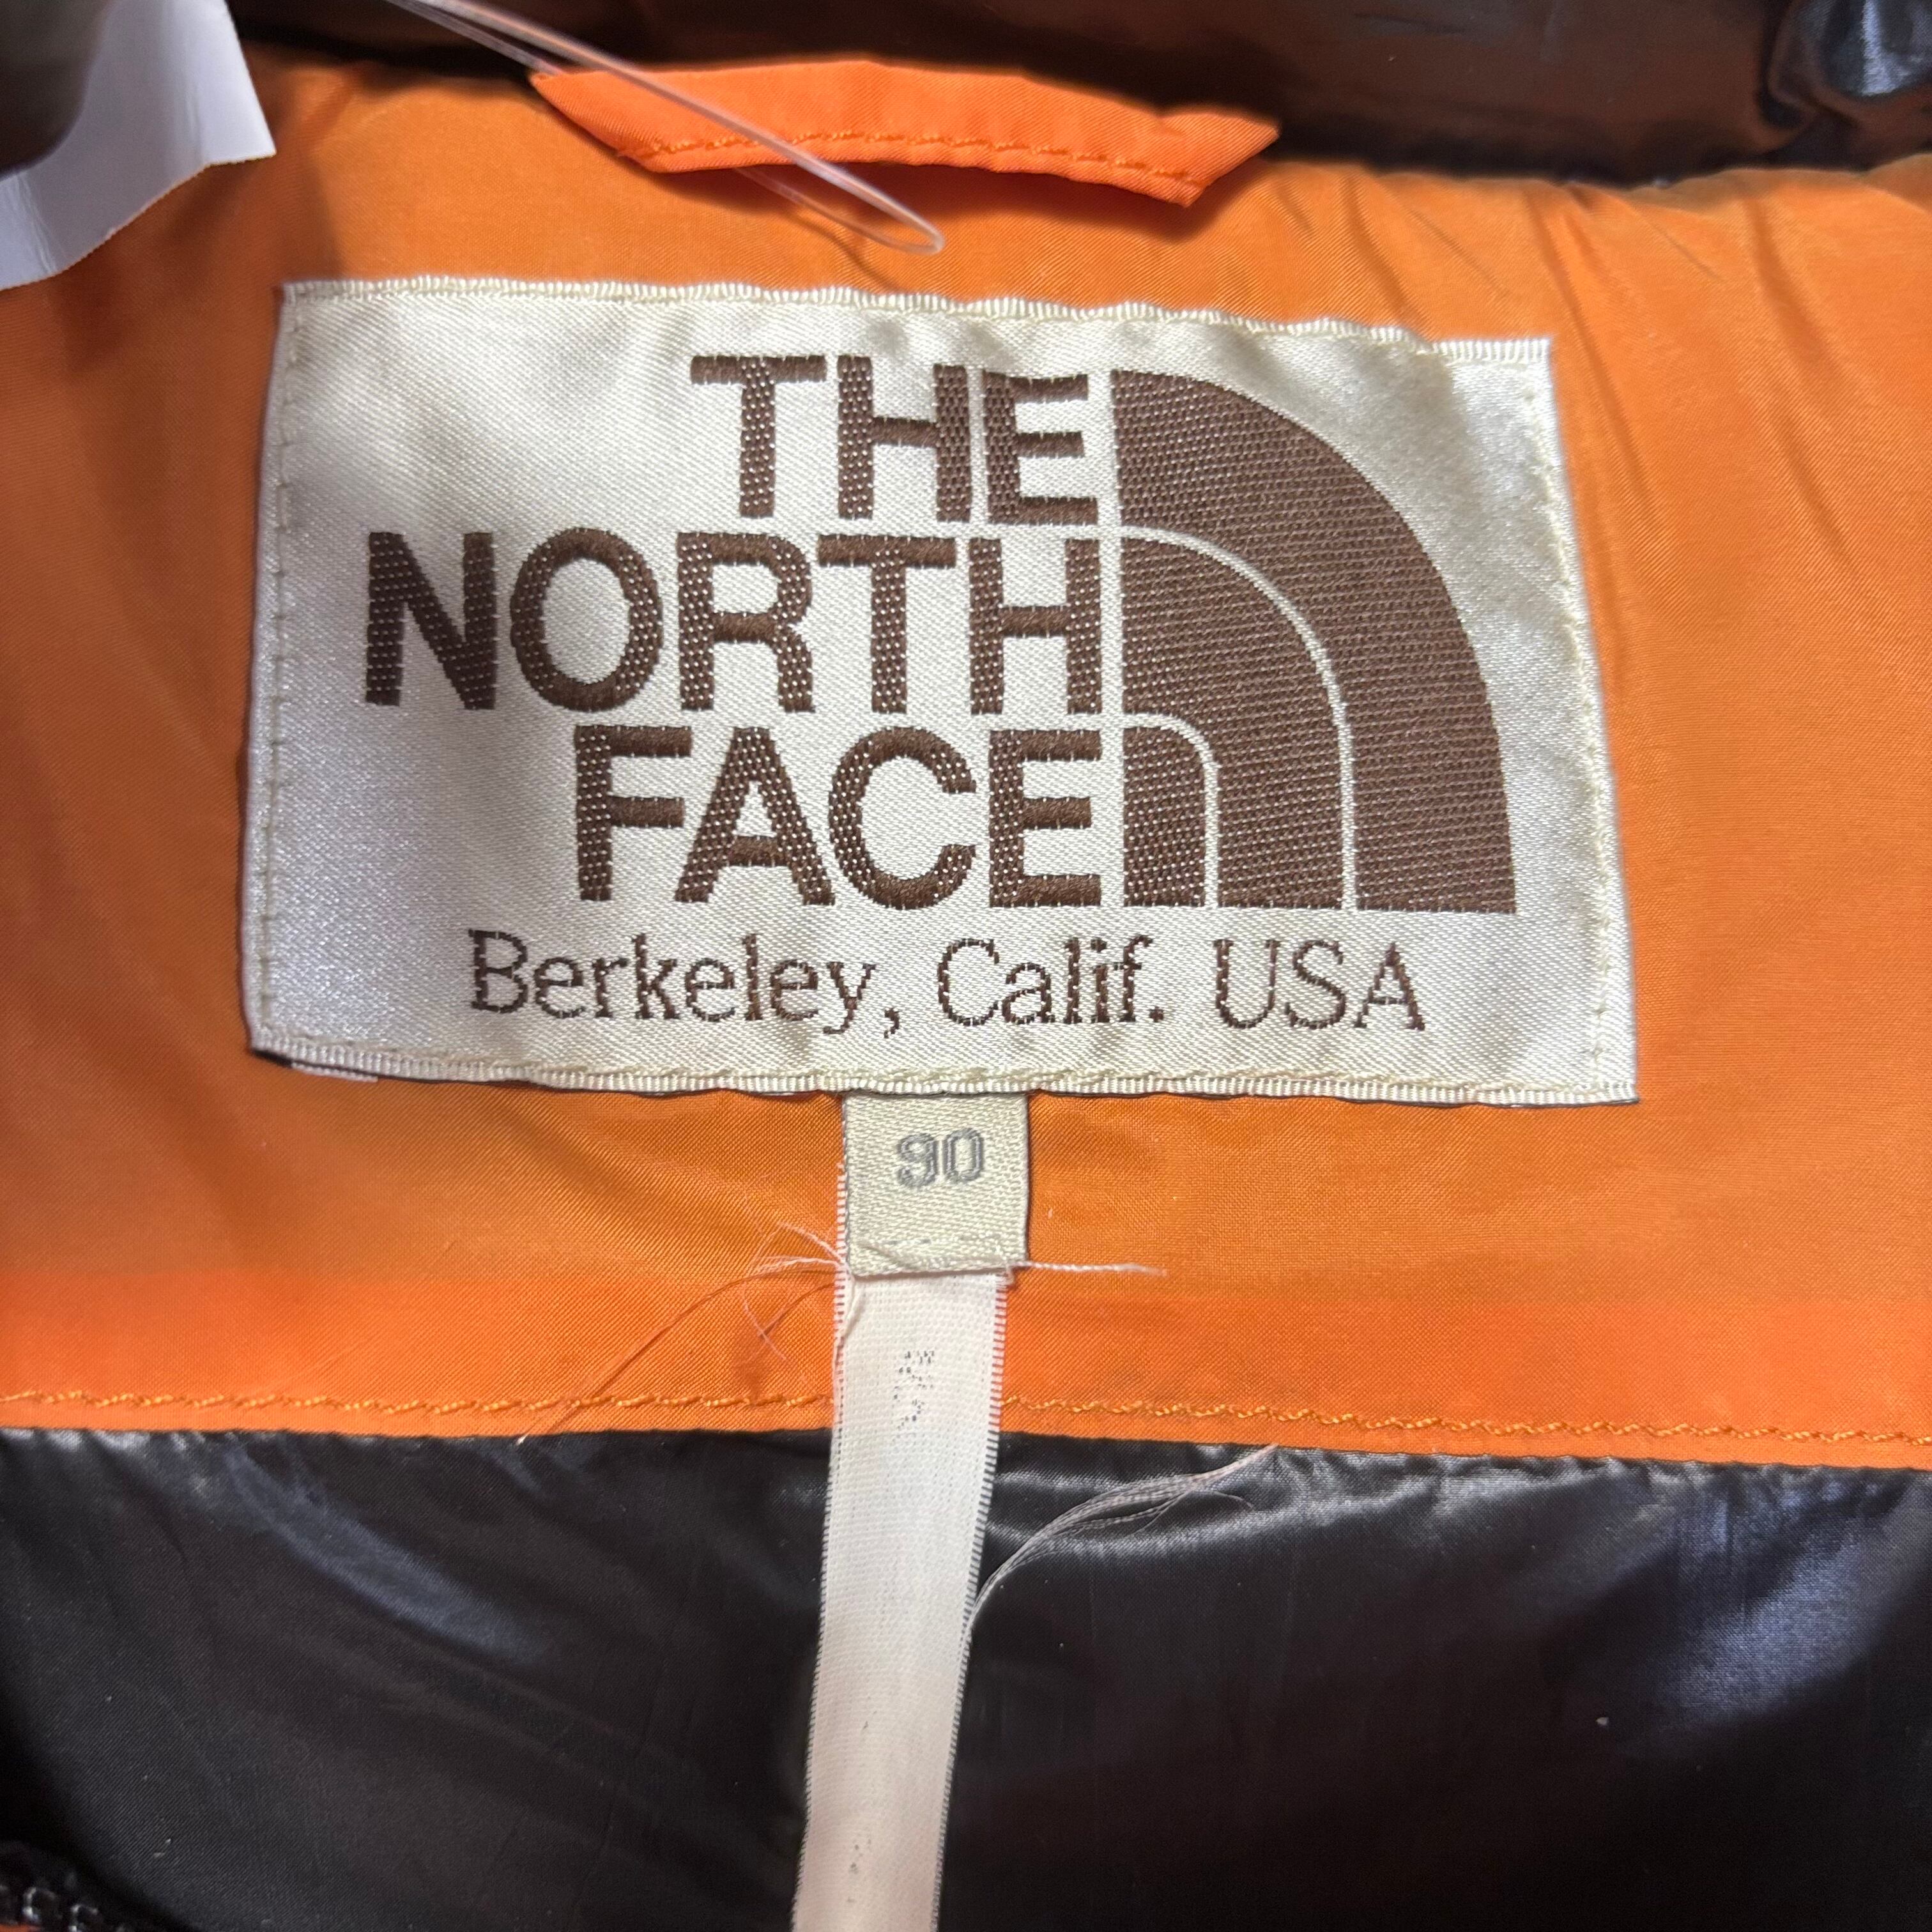 THE
NORTH
FACE
Berkeley, Calif. USA
90